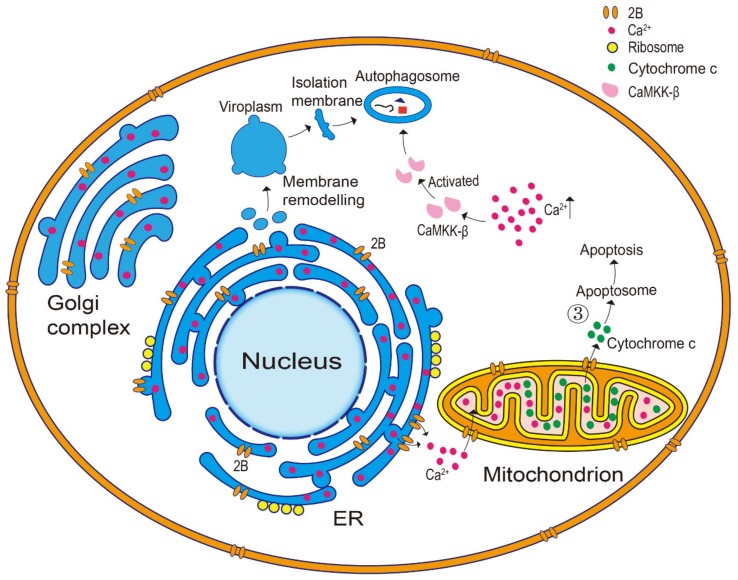 2B
Ca²⁺
Ribosome
Cytochrome c
CaMKK-β
Autophagosome
Isolation
membrane
Viroplasm
Activated
Membrane
remodelling
Ca²⁺
CaMKK-β
2B
Apoptosis
Golgi
complex
Apoptosome
③
Cytochrome c
Nucleus
2B
Ca²⁺
Mitochondrion
ER